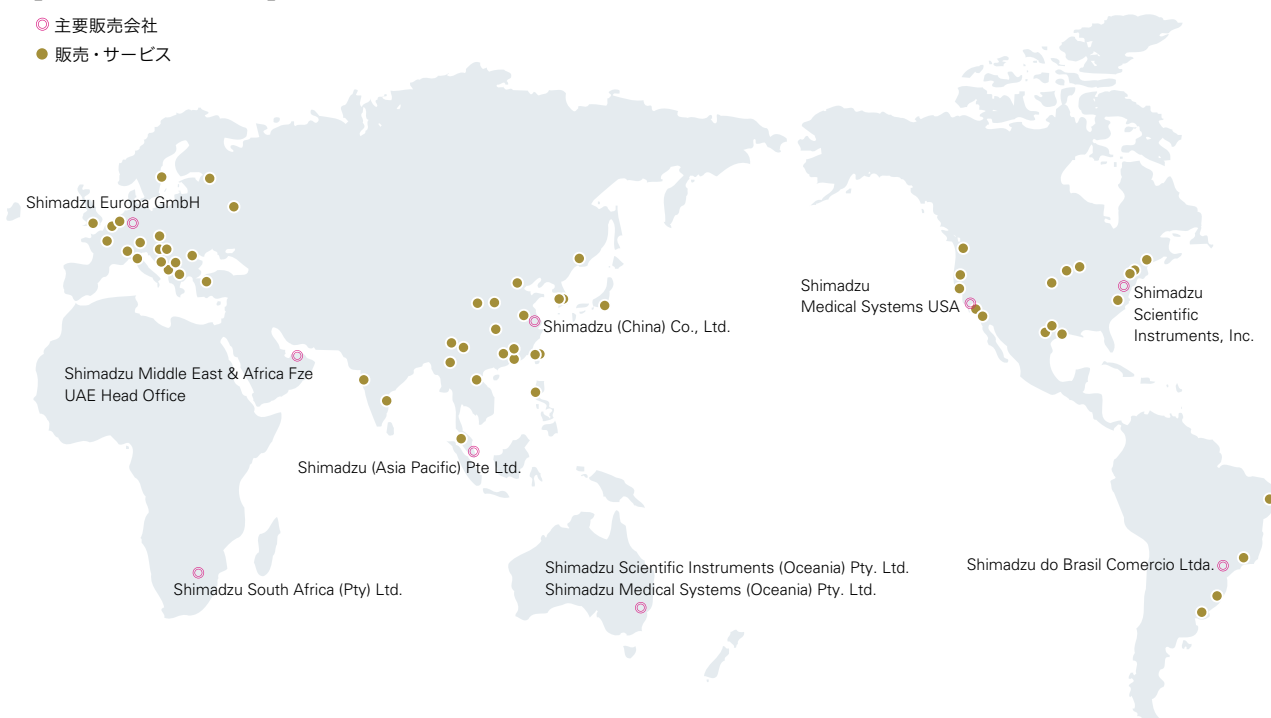 主要販売会社
販売・サービス
Shimadzu Europa GmbH
Shimadzu
Medical Systems USA
Shimadzu
Scientific
Instruments, Inc.
Shimadzu (China) Co., Ltd.
Shimadzu Middle East & Africa Fze
UAE Head Office
Shimadzu (Asia Pacific) Pte Ltd.
Shimadzu Scientific Instruments (Oceania) Pty. Ltd.
Shimadzu Medical Systems (Oceania) Pty. Ltd.
Shimadzu do Brasil Comercio Ltda.
Shimadzu South Africa (Pty) Ltd.